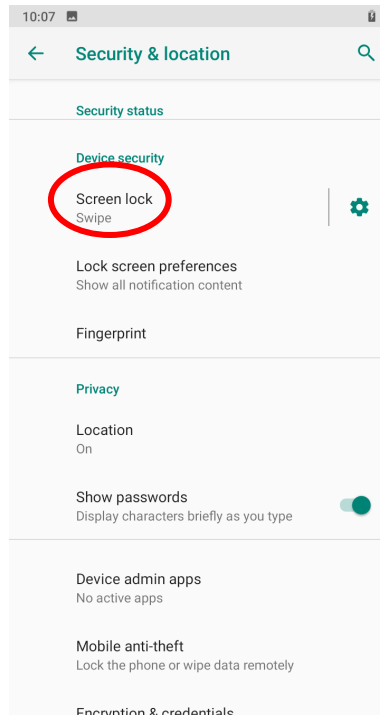 10:07
Security & location
Security status
Device security
Screen lock
Swipe
Lock screen preferences
Show all notification content
Fingerprint
Privacy
Location
On
Show passwords
Display characters briefly as you type
Device admin apps
No active apps
Mobile anti-theft
Lock the phone or wipe data remotely
Encryption & credentials